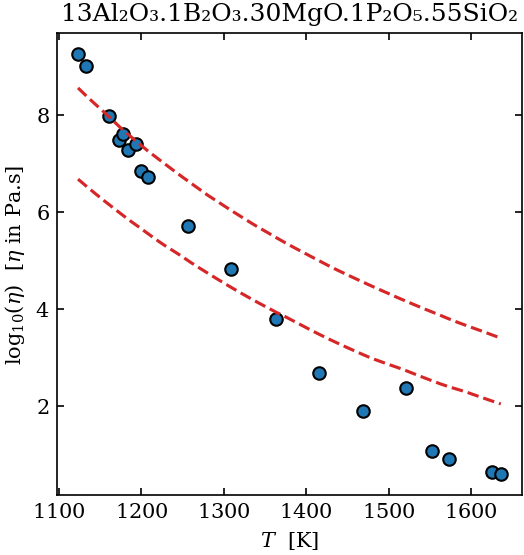 13Al₂O₃.1B₂O₃.30MgO.1P₂O₅.55SiO₂
log₁₀(η) [η in Pa.s]
8
6
4
2
1100 1200 1300 1400 1500 1600
T [K]